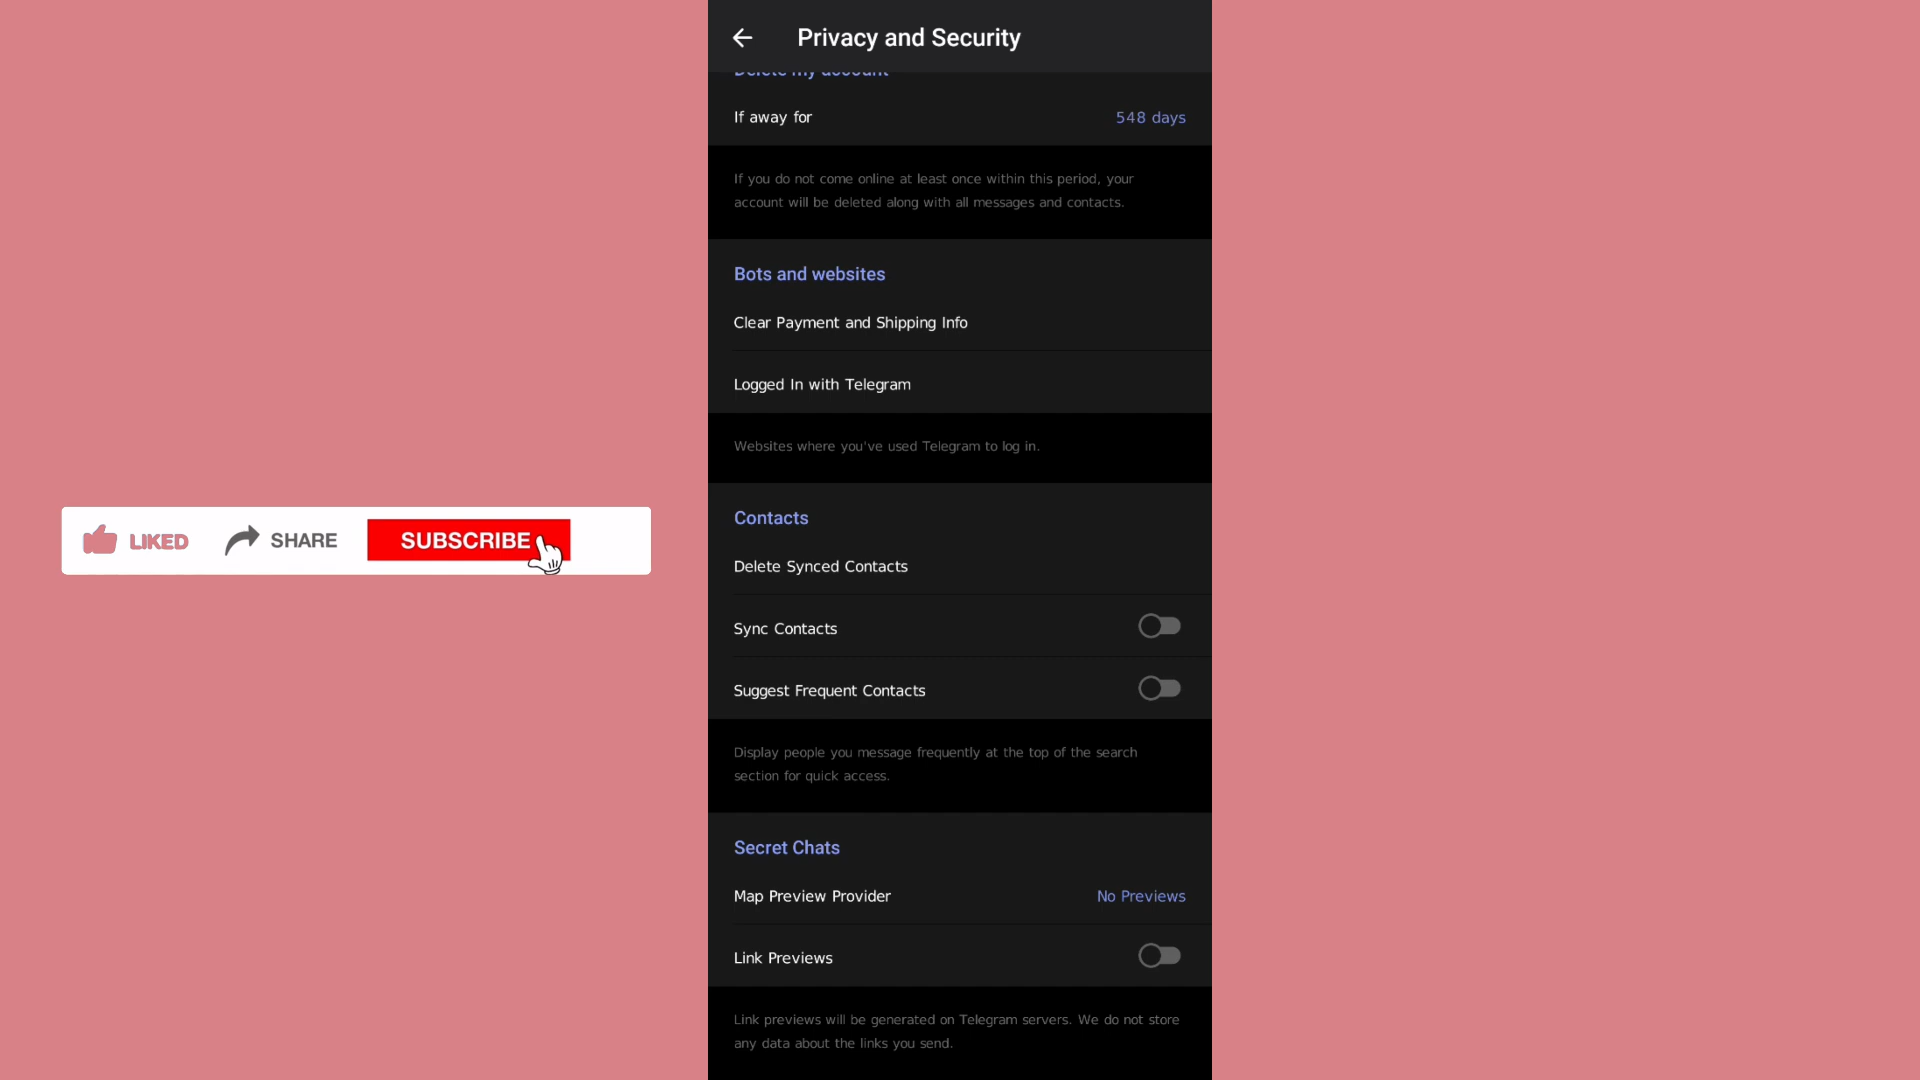 Privacy and Security
Delete my account
If away for
548 days
If you do not come online at least once within this period, your
account will be deleted along with all messages and contacts.
Bots and websites
Clear Payment and Shipping Info
Logged In with Telegram
Websites where you've used Telegram to log in.
Contacts
Delete Synced Contacts
LIKED
SHARE
SUBSCRIBE
Sync Contacts
Suggest Frequent Contacts
Display people you message frequently at the top of the search
section for quick access.
Secret Chats
Map Preview Provider
No Previews
Link Previews
Link previews will be generated on Telegram servers. We do not store
any data about the links you send.